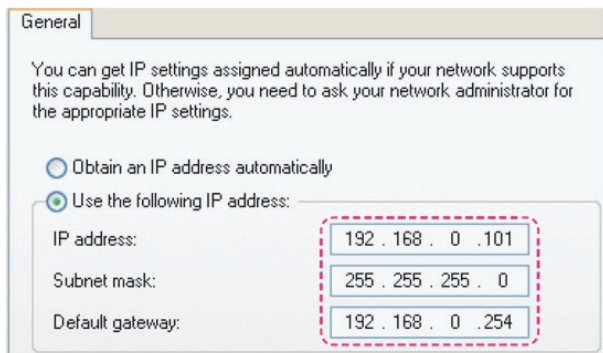 General
You can get IP settings assigned automatically if your network supports
this capability. Otherwise, you need to ask your network administrator for
the appropriate IP settings.
Obtain an IP address automatically
Use the following IP address:
IP address: 192 . 168 . 0 .101
Subnet mask: 255 . 255 . 255 . 0
Default gateway: 192 . 168 . 0 .254